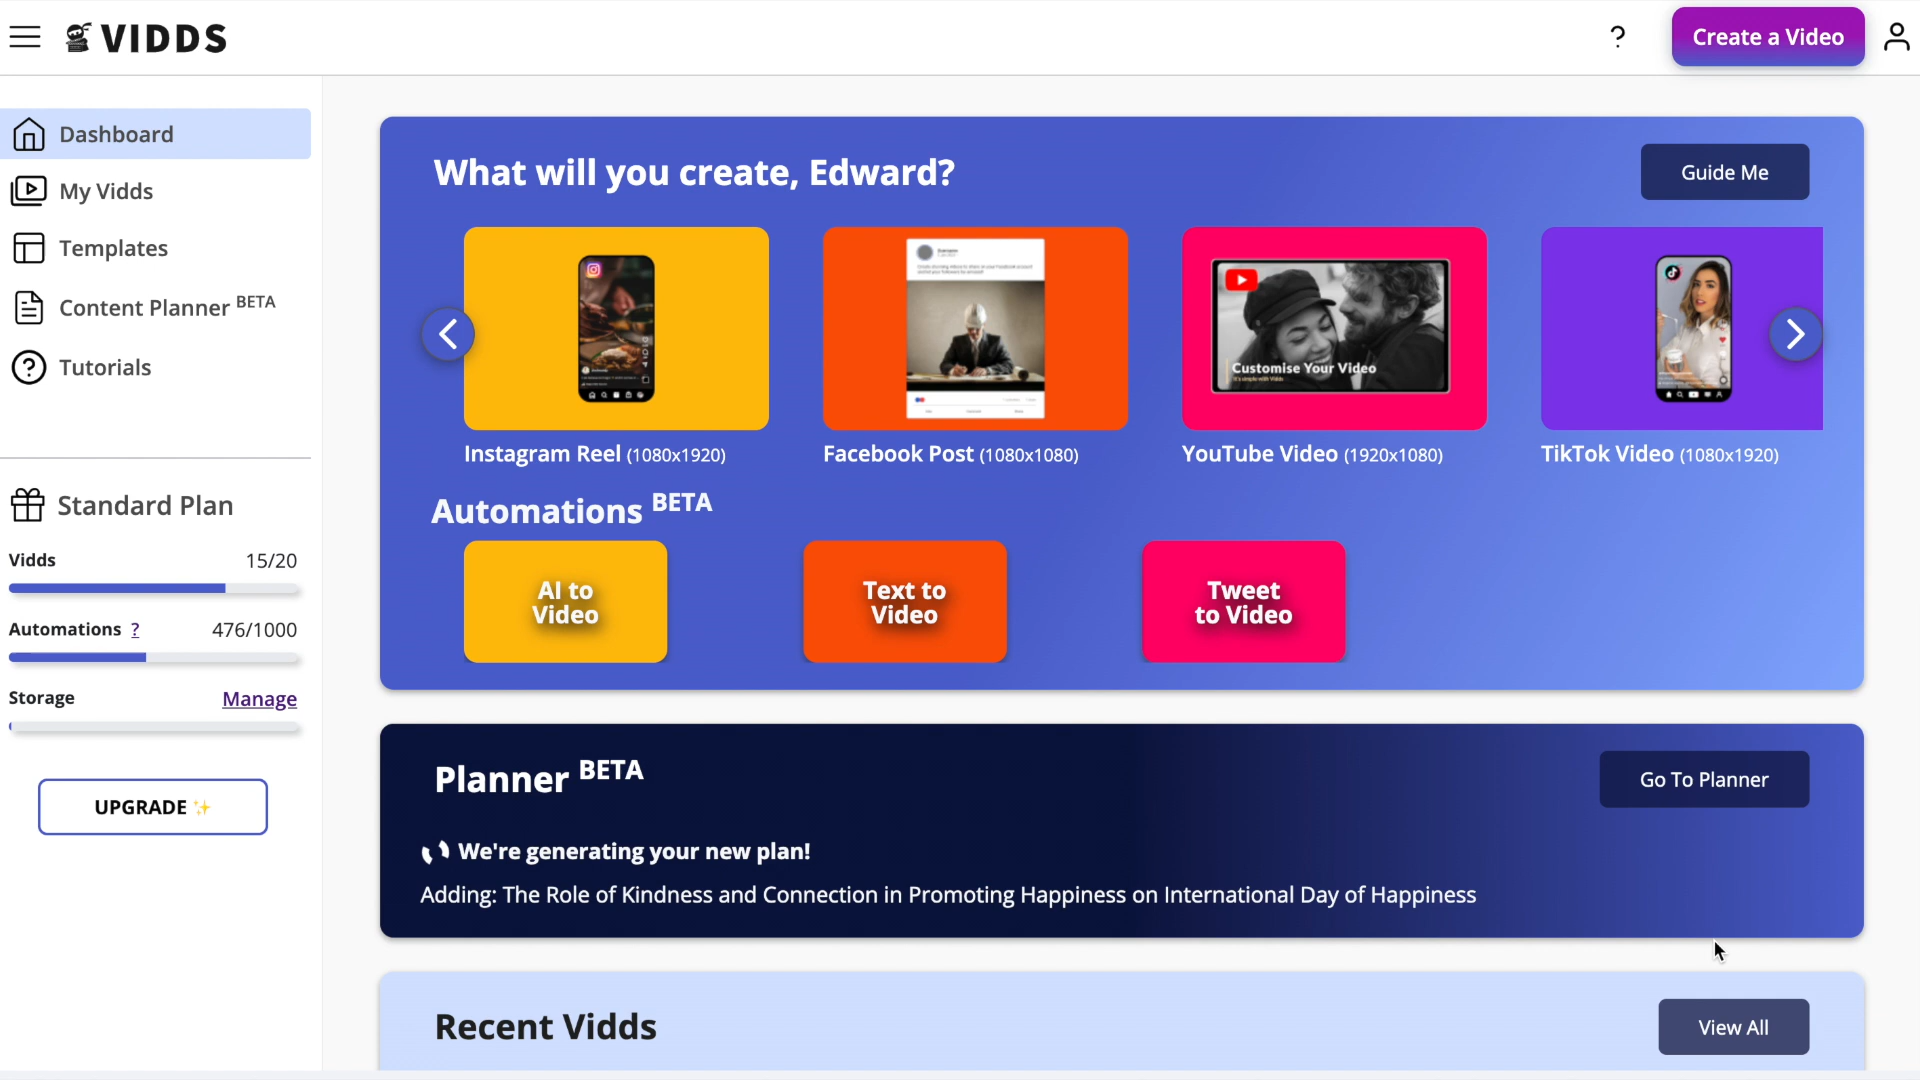 VIDDS
?
Create a Video
Dashboard
My Vidds
Templates
Content Planner BETA
Tutorials
Standard Plan
Vidds 15/20
Automations ? 476/1000
Storage Manage
UPGRADE
What will you create, Edward?
Guide Me
Customise Your Video
It's simple with Vidds
Instagram Reel (1080x1920)
Facebook Post (1080x1080)
YouTube Video (1920x1080)
TikTok Video (1080x1920)
Automations BETA
AI to
Video
Text to
Video
Tweet
to Video
Planner BETA
Go To Planner
We're generating your new plan!
Adding: The Role of Kindness and Connection in Promoting Happiness on International Day of Happiness
Recent Vidds
View All